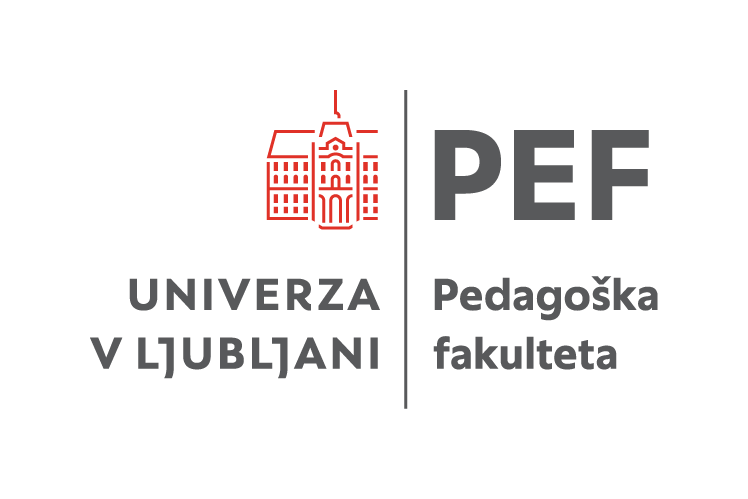 UNIVERZA
V LJUBLJANI
PEF
Pedagoška
fakulteta